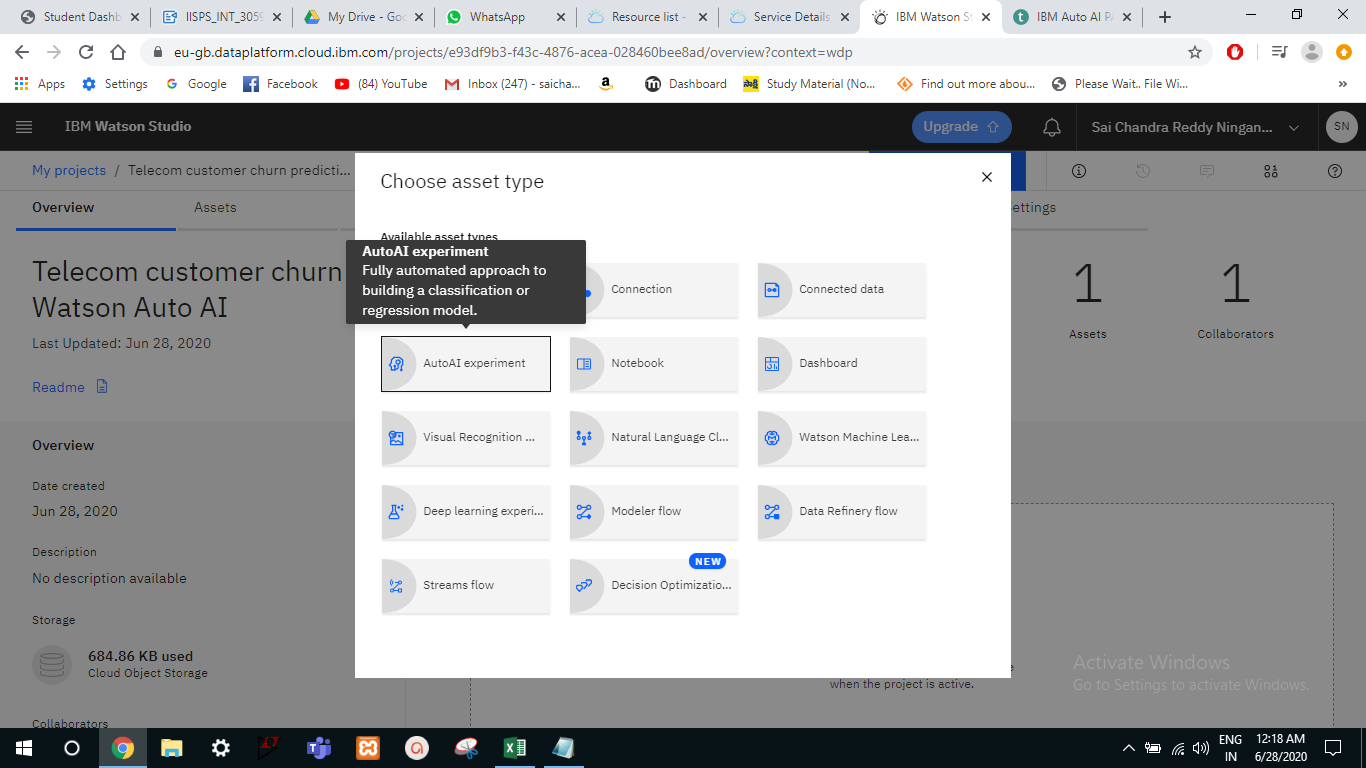 Student Dashb
IISPS_INT_3059
My Drive - Goo
WhatsApp
Resource list -
Service Details
IBM Watson St
IBM Auto AI PA
eu-gb.dataplatform.cloud.ibm.com/projects/e93df9b3-f43c-4876-acea-028460bee8ad/overview?context=wdp
Apps
Settings
Google
Facebook
(84) YouTube
Inbox (247) - saicha...
Dashboard
Study Material (No...
Find out more abou...
Please Wait.. File Wi...
IBM Watson Studio
Upgrade
Sai Chandra Reddy Ningan...
SN
My projects / Telecom customer churn predicti...
Overview
Assets
ettings
Telecom customer churn
Watson Auto AI
Last Updated: Jun 28, 2020
Readme
1
Assets
1
Collaborators
Overview
Date created
Jun 28, 2020
Description
No description available
Storage
684.86 KB used
Cloud Object Storage
Collaborators
Choose asset type
Available asset types
AutoAI experiment
Fully automated approach to
building a classification or
regression model.
Connection
Connected data
AutoAI experiment
Notebook
Dashboard
Visual Recognition ...
Natural Language Cl...
Watson Machine Lea...
Deep learning experi...
Modeler flow
Data Refinery flow
Streams flow
NEW
Decision Optimizatio...
when the project is active.
Activate Windows
Go to Settings to activate Windows.
ENG
IN
12:18 AM
6/28/2020